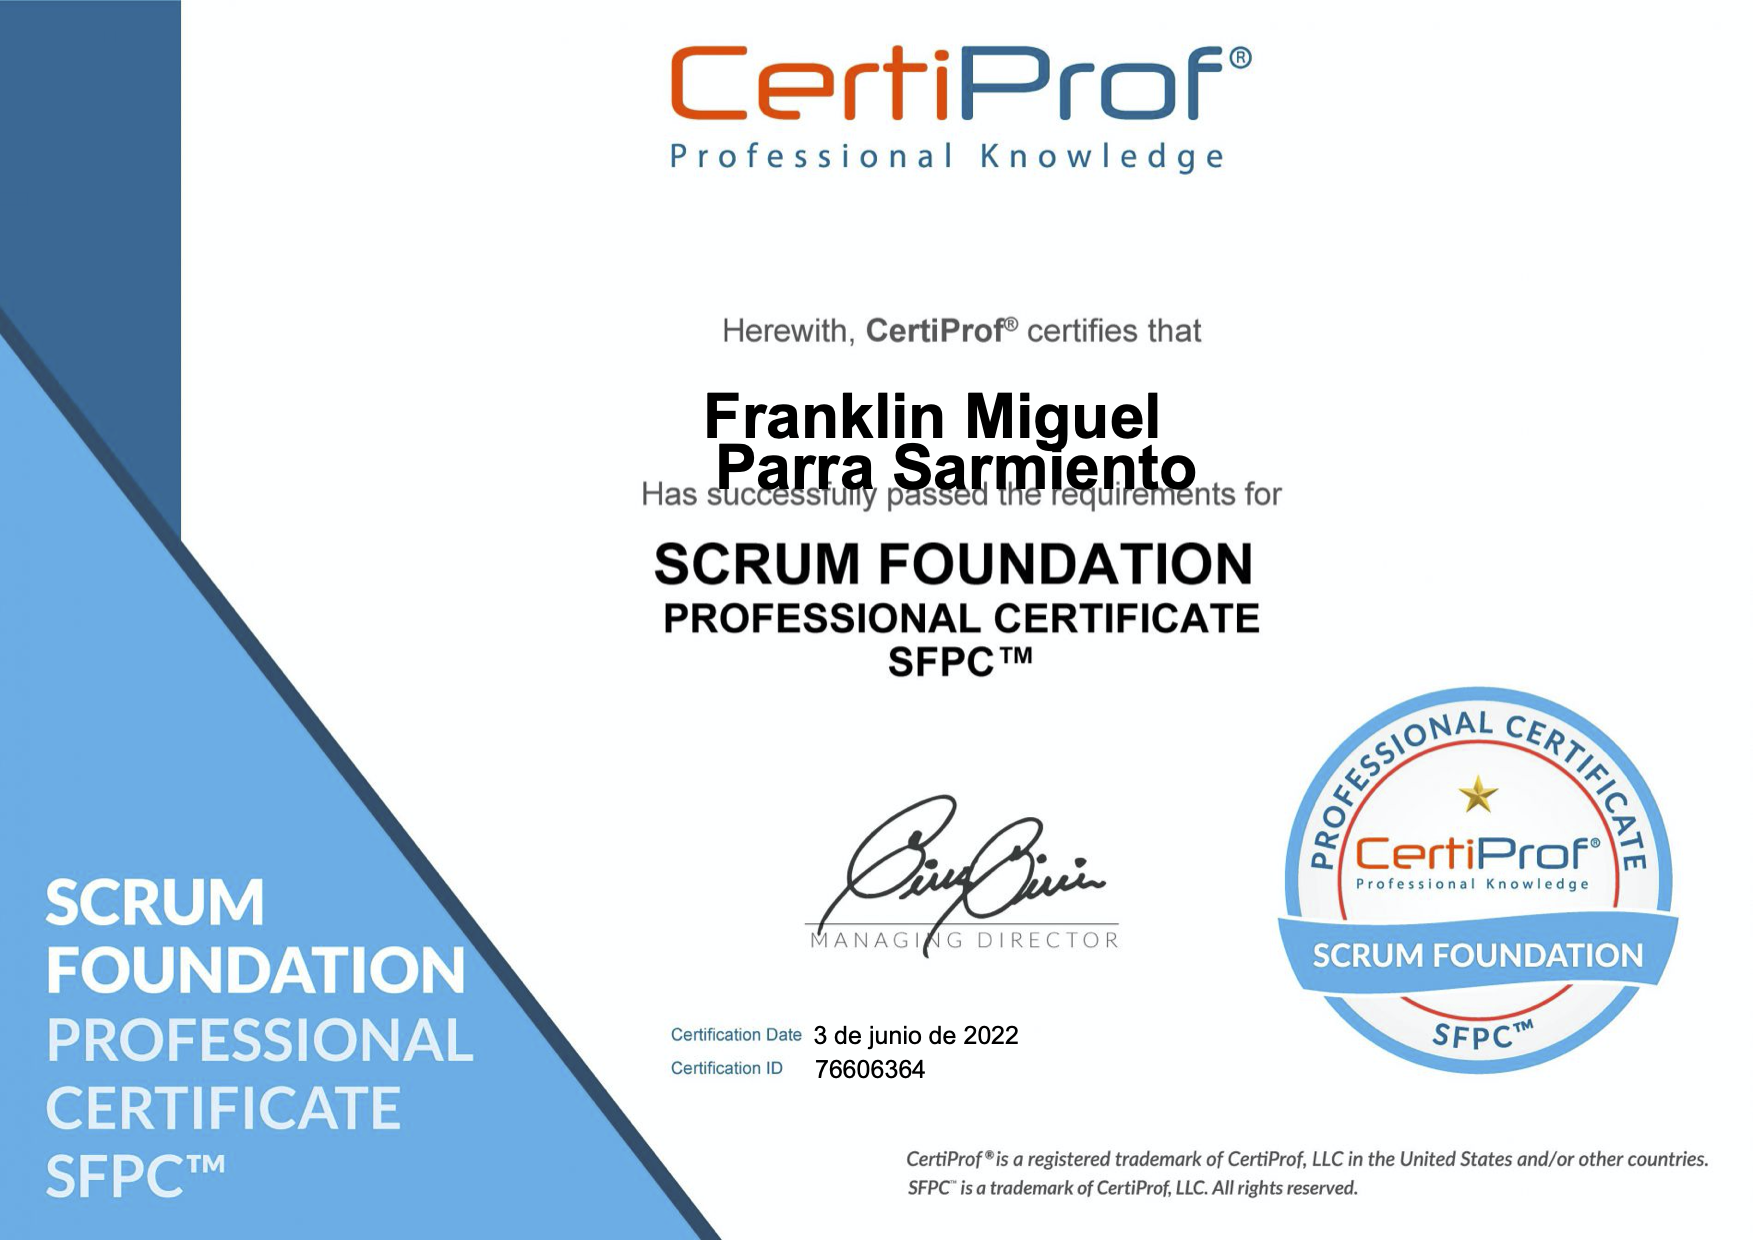 CertiProf®
Professional Knowledge
Herewith, CertiProf® certifies that
Franklin Miguel
Parra Sarmiento
Has successfully passed the requirements for
SCRUM FOUNDATION
PROFESSIONAL CERTIFICATE
SFPC™
MANAGING DIRECTOR
Certification Date 3 de junio de 2022
Certification ID 76606364
PROFESSIONAL CERTIFICATE
CertiProf®
Professional Knowledge
SCRUM FOUNDATION
SFPC™
SCRUM
FOUNDATION
PROFESSIONAL
CERTIFICATE
SFPC™
CertiProf® is a registered trademark of CertiProf, LLC in the United States and/or other countries.
SFPC™ is a trademark of CertiProf, LLC. All rights reserved.